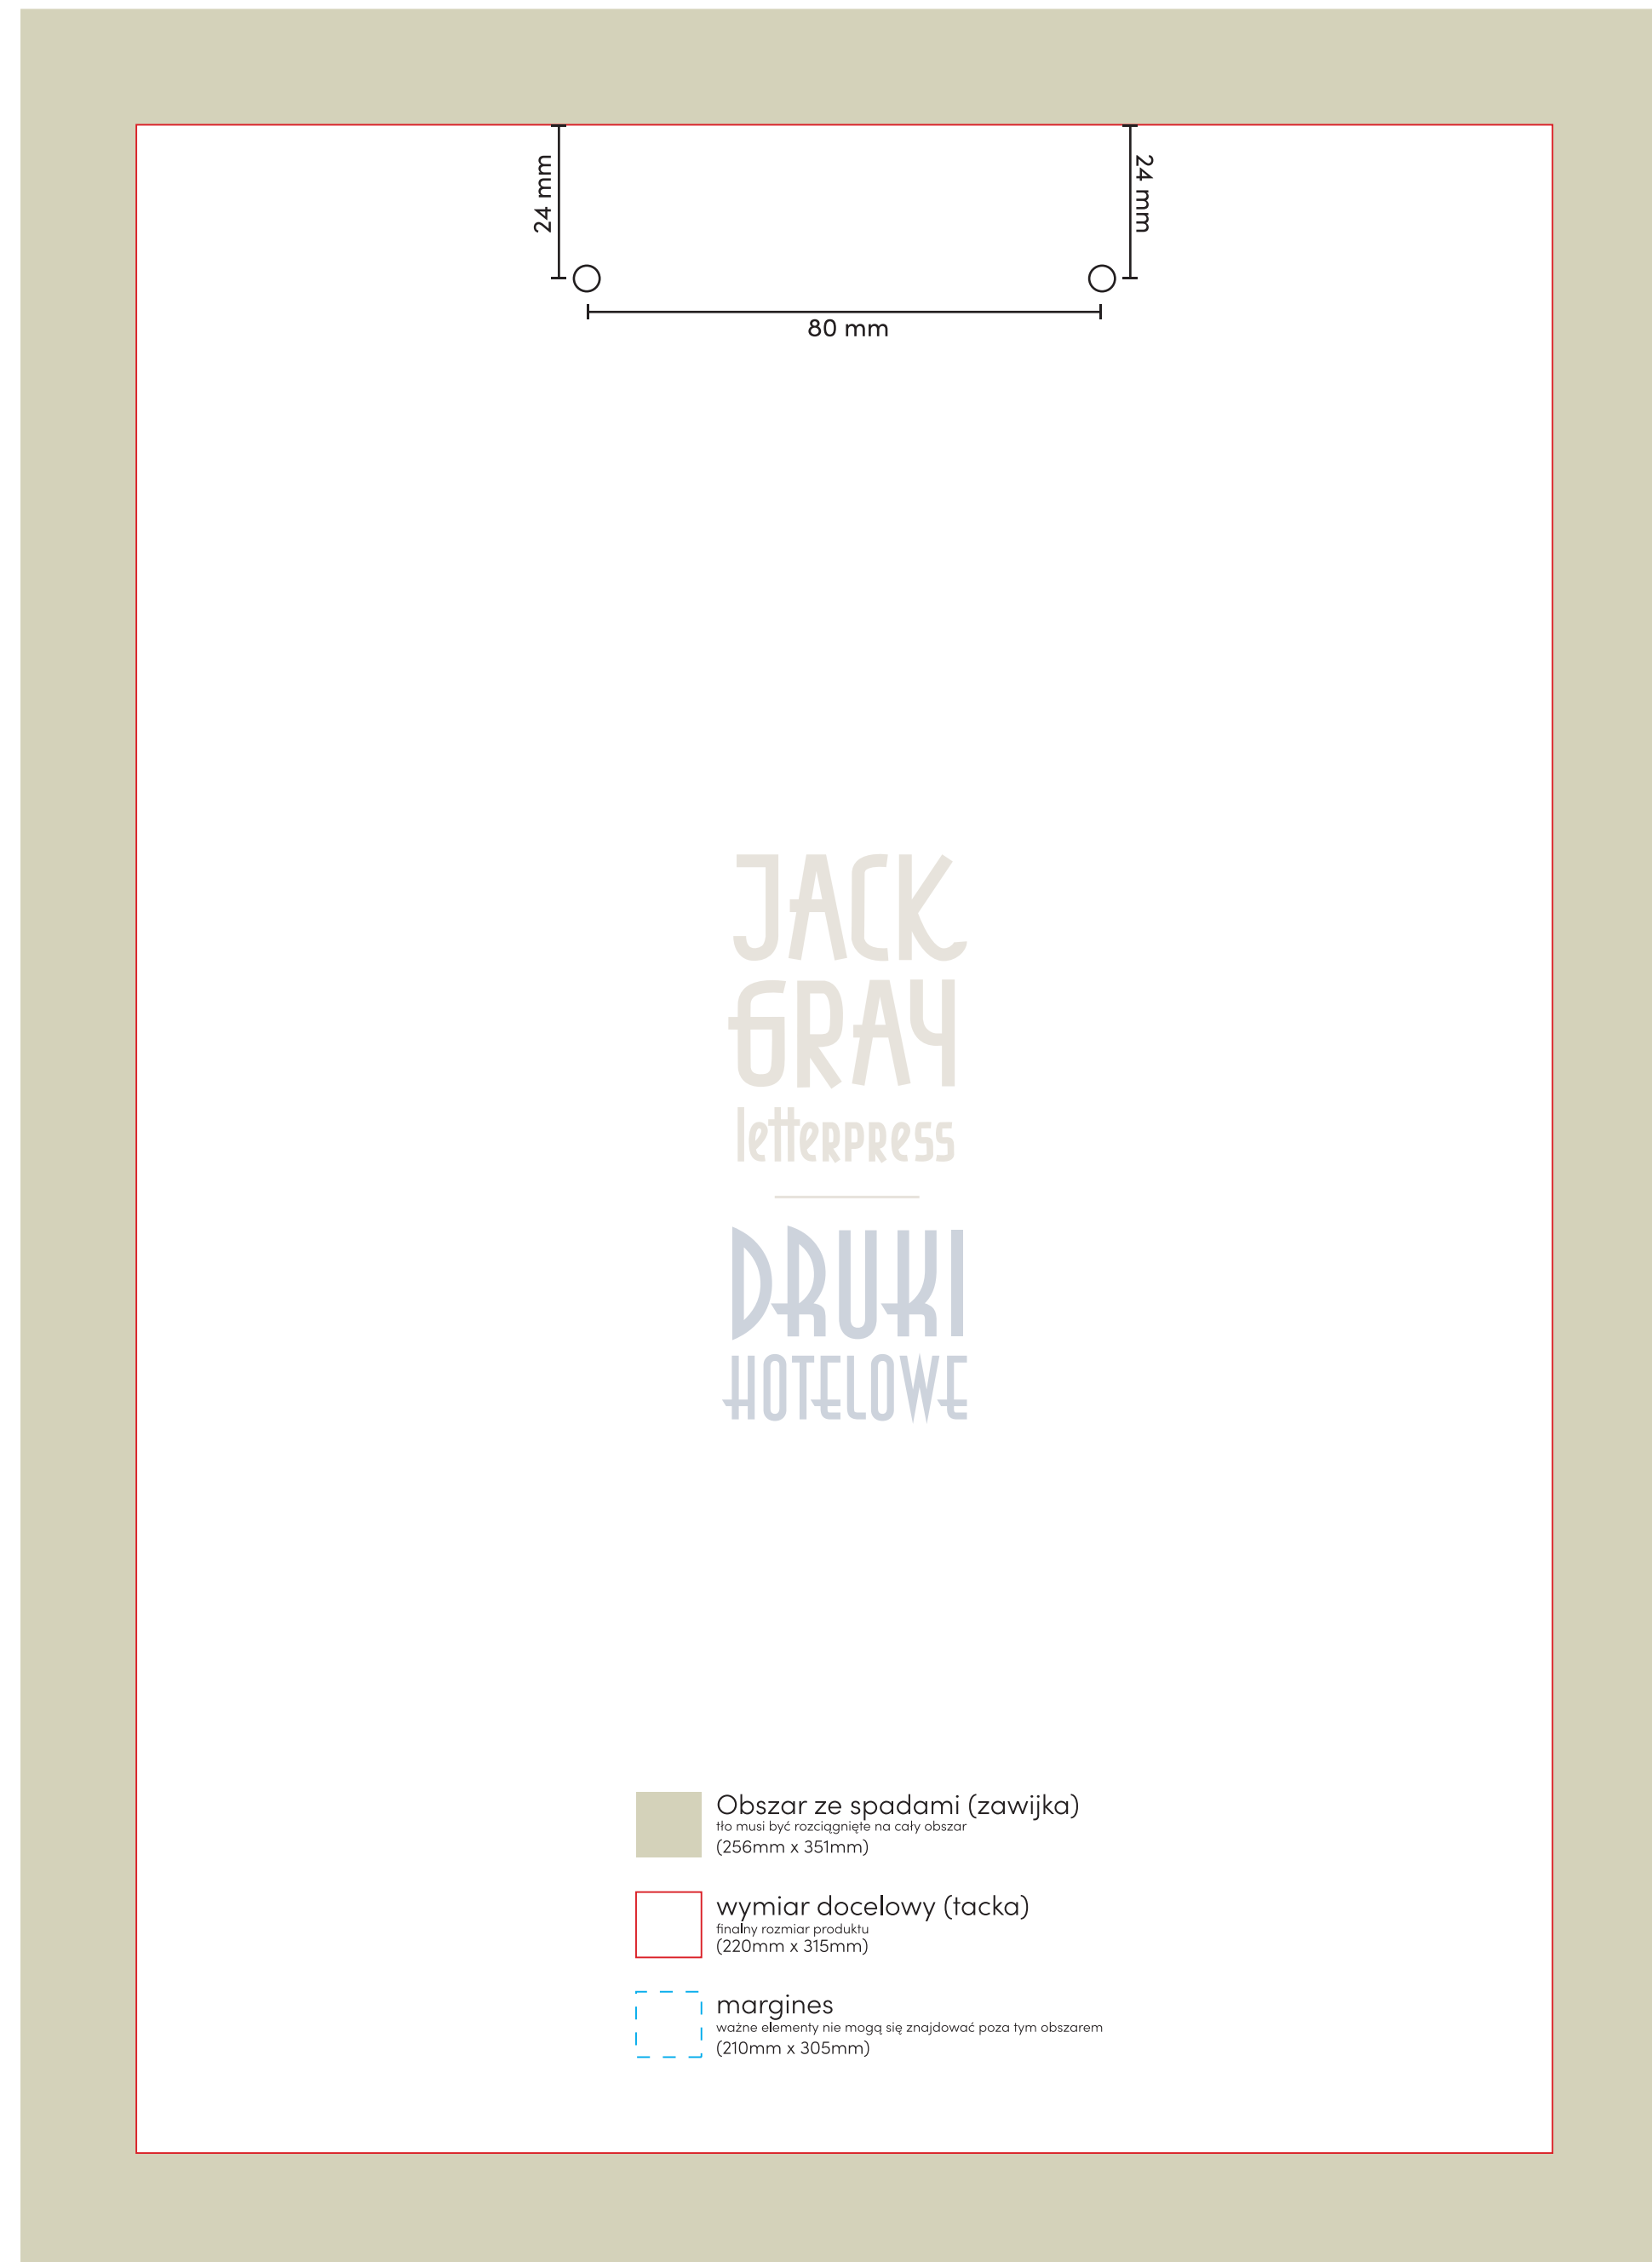 24 mm
24 mm
80 mm
JACK
GRAY
letterpress
DRUKI
HOTELOWE
Obszar ze spadami (zawijka)
tło musi być rozciągnięte na cały obszar
(256mm x 351mm)
wymiar docelowy (tacka)
finalny rozmiar produktu
(220mm x 315mm)
margines
ważne elementy nie mogą się znajdować poza tym obszarem
(210mm x 305mm)